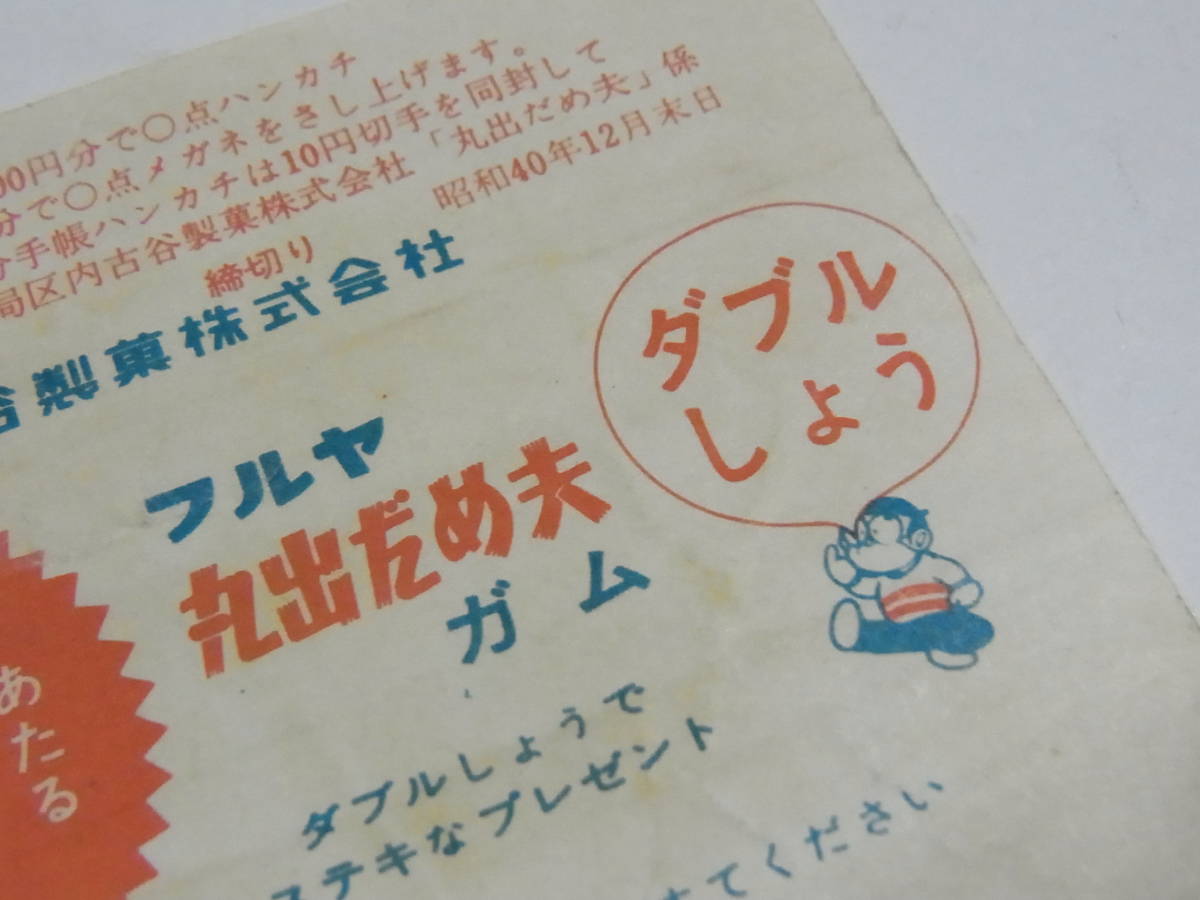 00円分で〇点ハンカチ
分で〇点メガネをさし上げます。
分手帳ハンカチは10円切手を同封して
局区内古谷製菓株式会社「丸出だめ夫」係
締切り 昭和40年12月末日
谷製菓株式会社
ダブル
しょう
フルヤ
丸出だめ夫
ガム
あたる
ダブルしょうで
ステキなプレゼント
てください